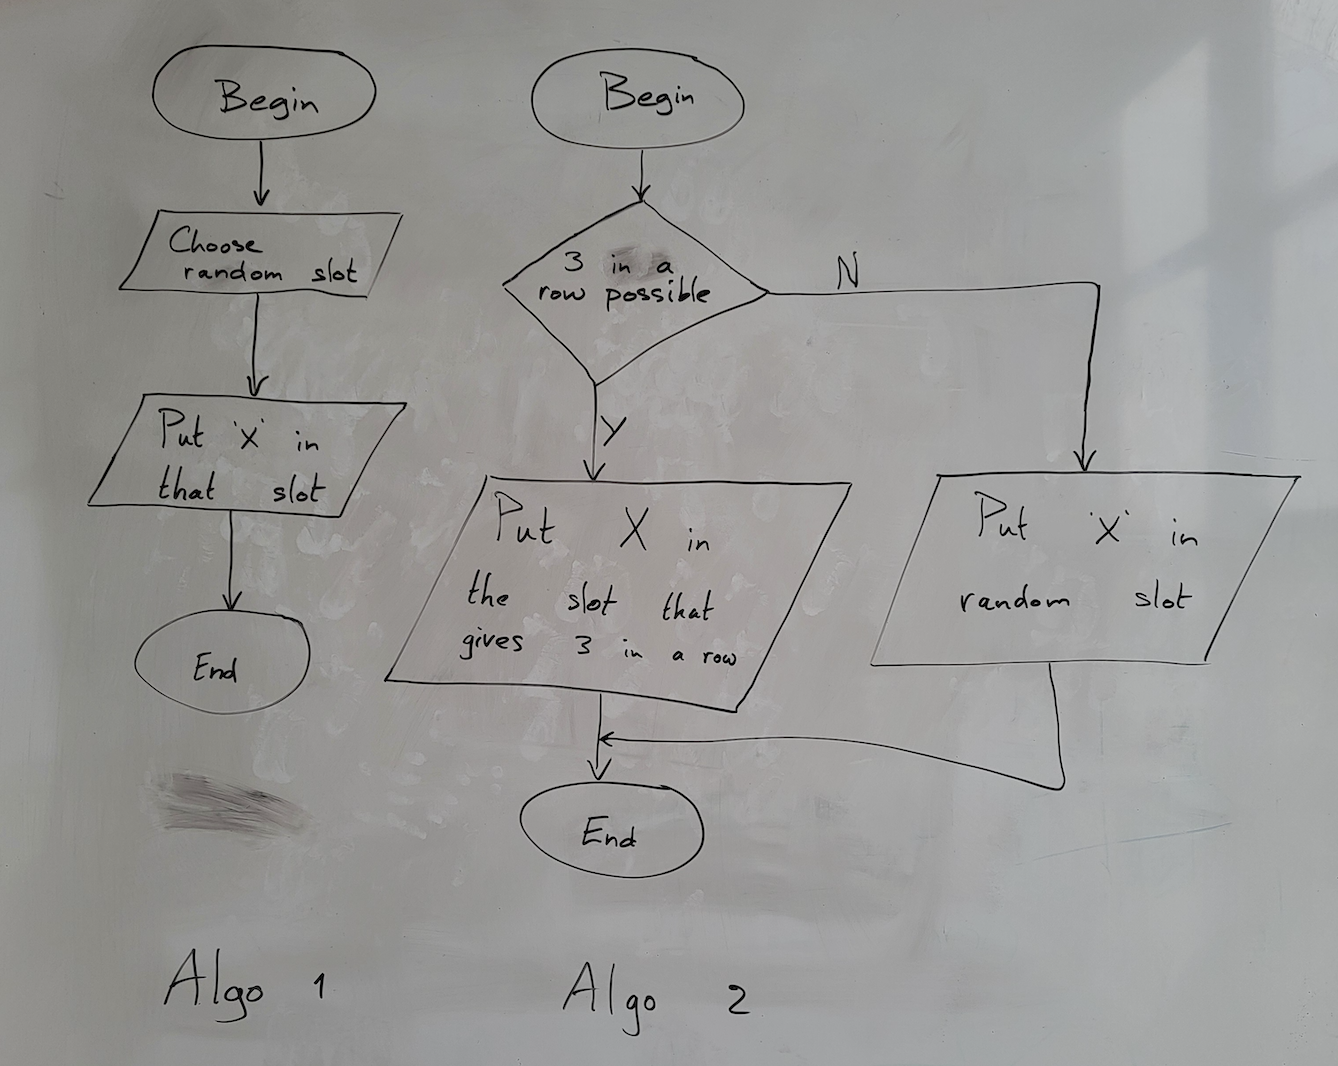 Begin
Choose
random slot
Put 'X' in
that slot
End
Algo 1
Begin
3 in a
row possible
N
Y
Put X in
the slot that
gives 3 in a row
Put 'X' in
random slot
End
Algo 2